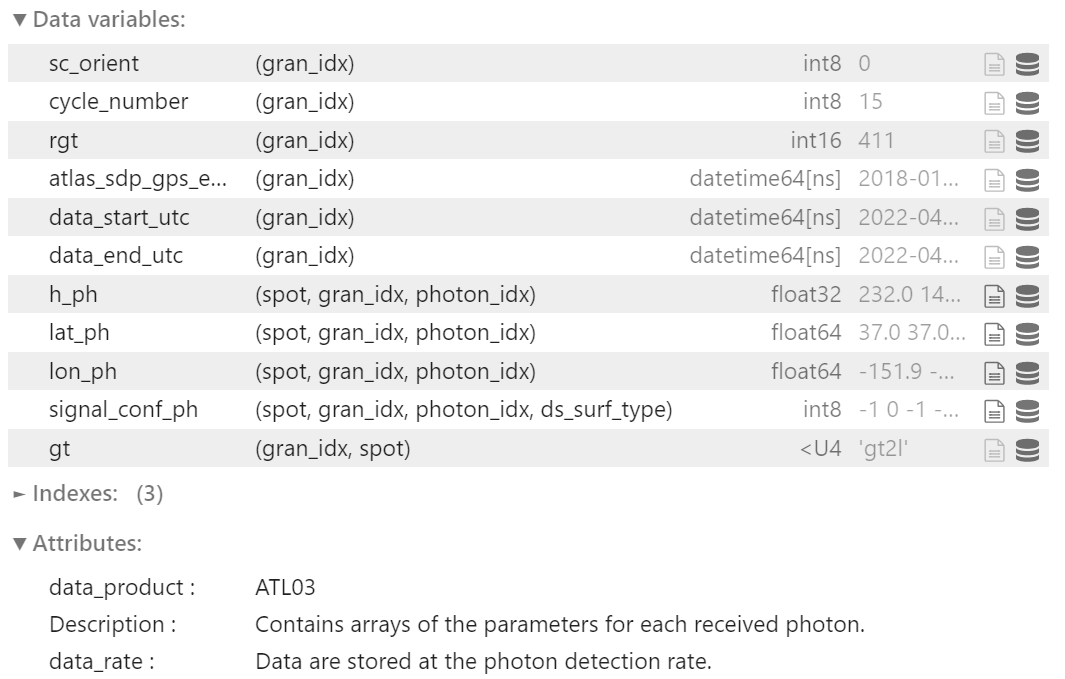 ▼ Data variables:
sc_orient (gran_idx) int8 0
cycle_number (gran_idx) int8 15
rgt (gran_idx) int16 411
atlas_sdp_gps_e... (gran_idx) datetime64[ns] 2018-01...
data_start_utc (gran_idx) datetime64[ns] 2022-04...
data_end_utc (gran_idx) datetime64[ns] 2022-04...
h_ph (spot, gran_idx, photon_idx) float32 232.0 14...
lat_ph (spot, gran_idx, photon_idx) float64 37.0 37.0...
lon_ph (spot, gran_idx, photon_idx) float64 -151.9 -...
signal_conf_ph (spot, gran_idx, photon_idx, ds_surf_type) int8 -1 0 -1 -...
gt (gran_idx, spot) <U4 'gt2l'
► Indexes: (3)
▼ Attributes:
data_product : ATL03
Description : Contains arrays of the parameters for each received photon.
data_rate : Data are stored at the photon detection rate.